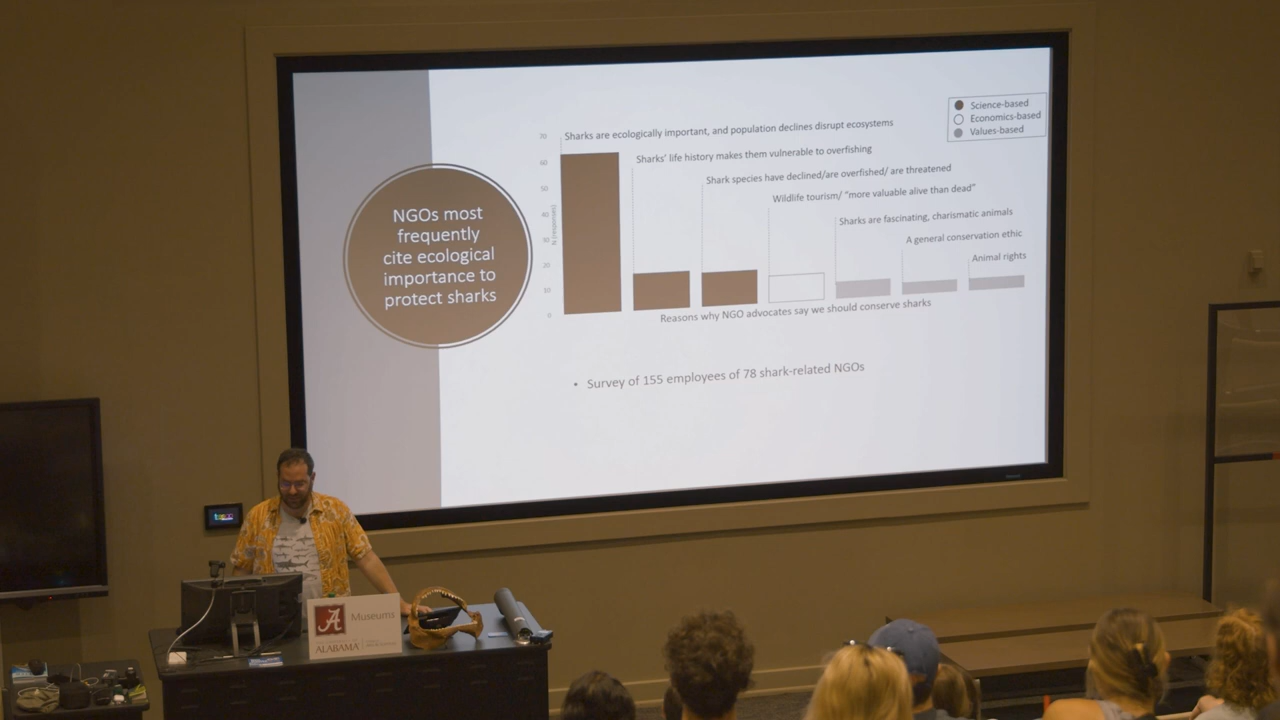 Science-based
Economics-based
Values-based
NGOs most
frequently
cite ecological
importance to
protect sharks
70
60
50
40
30
20
10
0
N (responses)
Sharks are ecologically important, and population declines disrupt ecosystems
Sharks' life history makes them vulnerable to overfishing
Shark species have declined/are overfished/ are threatened
Wildlife tourism/ "more valuable alive than dead"
Sharks are fascinating, charismatic animals
A general conservation ethic
Animal rights
Reasons why NGO advocates say we should conserve sharks
• Survey of 155 employees of 78 shark-related NGOs
A
Museums
ALABAMA